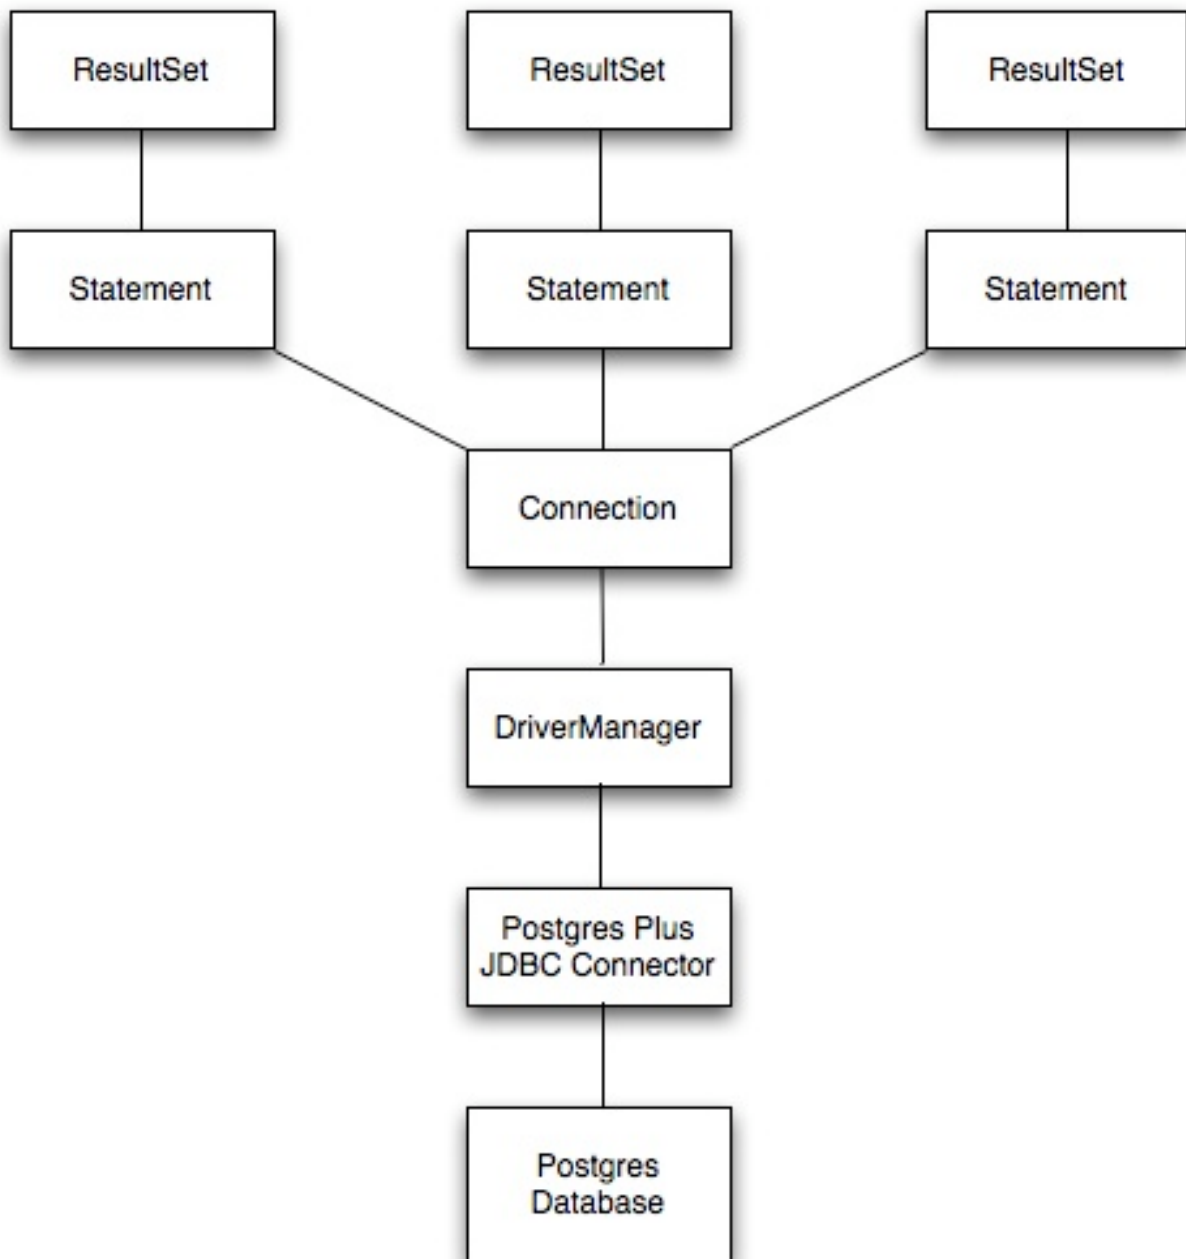 ResultSet
ResultSet
ResultSet
Statement
Statement
Statement
Connection
DriverManager
Postgres Plus
JDBC Connector
Postgres
Database